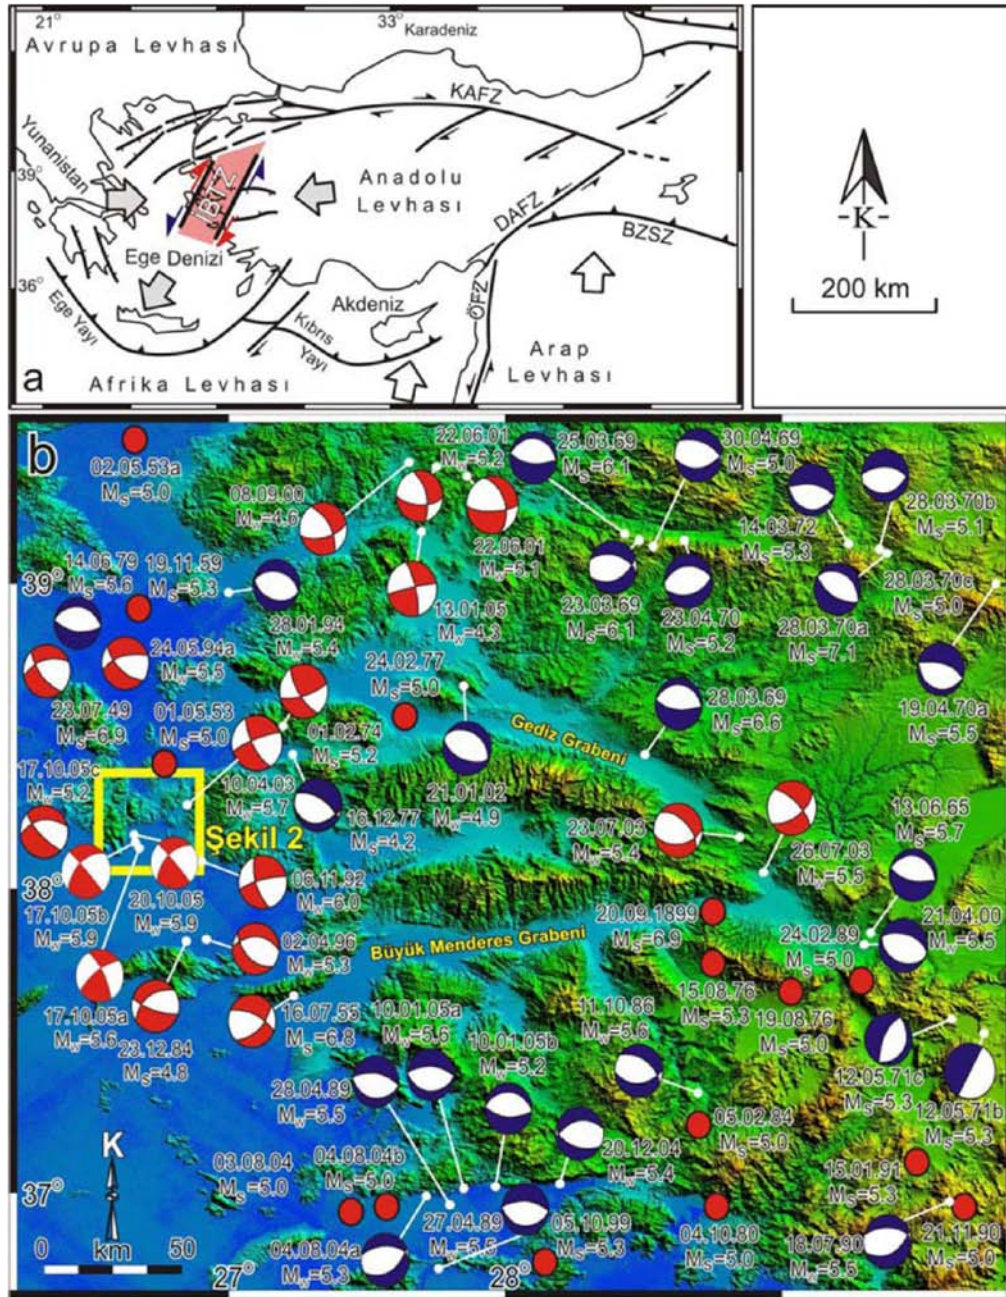 21°
33°
Avrupa Levhası
Karadeniz
KAFZ
Yunanistan
39°
İBTZ
Anadolu
Levhası
DAFZ
BZSZ
Ege Denizi
36°
Ege Yayı
Akdeniz
Kıbrıs
Yayı
ÖFZ
Arap
Levhası
Afrika Levhası
a
K
200 km
b
02.05.53a
Ms=5.0
22.06.01
Mw=5.2
25.03.69
Ms=6.1
30.04.69
Ms=5.0
08.09.00
Mw=4.6
22.06.01
Mw=5.1
14.03.72
Ms=5.3
28.03.70b
Ms=5.1
14.06.79
Ms=5.6
19.11.59
Ms=5.3
39°
28.01.94
Mw=5.4
13.01.05
Mw=4.3
23.03.69
Ms=6.1
23.04.70
Ms=5.2
28.03.70a
Ms=7.1
28.03.70c
Ms=5.0
24.05.94a
Mw=5.5
24.02.77
Ms=5.0
23.07.49
Ms=6.9
01.05.53
Ms=5.0
01.02.74
Ms=5.2
28.03.69
Ms=6.6
19.04.70a
Ms=5.5
Gediz Grabeni
17.10.05c
Mw=5.2
10.04.03
Mw=5.7
16.12.77
Ms=4.2
21.01.02
Mw=4.9
23.07.03
Mw=5.4
26.07.03
Mw=5.5
13.06.65
Ms=5.7
Şekil 2
38°
17.10.05b
Mw=5.9
20.10.05
Mw=5.9
06.11.92
Mw=6.0
20.09.1899
Ms=6.9
24.02.89
Ms=5.0
21.04.00
Mw=5.5
02.04.96
Mw=5.3
Büyük Menderes Grabeni
15.08.76
Ms=5.3
19.08.76
Ms=5.0
17.10.05a
Mw=5.6
23.12.84
Ms=4.8
16.07.55
Ms=6.8
10.01.05a
Mw=5.6
10.01.05b
Mw=5.2
11.10.86
Mw=5.6
12.05.71c
Ms=5.3
12.05.71b
Ms=5.3
28.04.89
Mw=5.5
05.02.84
Ms=5.0
K
03.08.04
Ms=5.0
04.08.04b
Ms=5.0
20.12.04
Mw=5.4
15.01.91
Ms=5.3
37°
0 km 50
04.08.04a
Ms=5.3
27.04.89
Ms=5.5
05.10.99
Ms=5.3
04.10.80
Ms=5.0
18.07.90
Mw=5.5
21.11.90
Ms=5.0
27°
28°